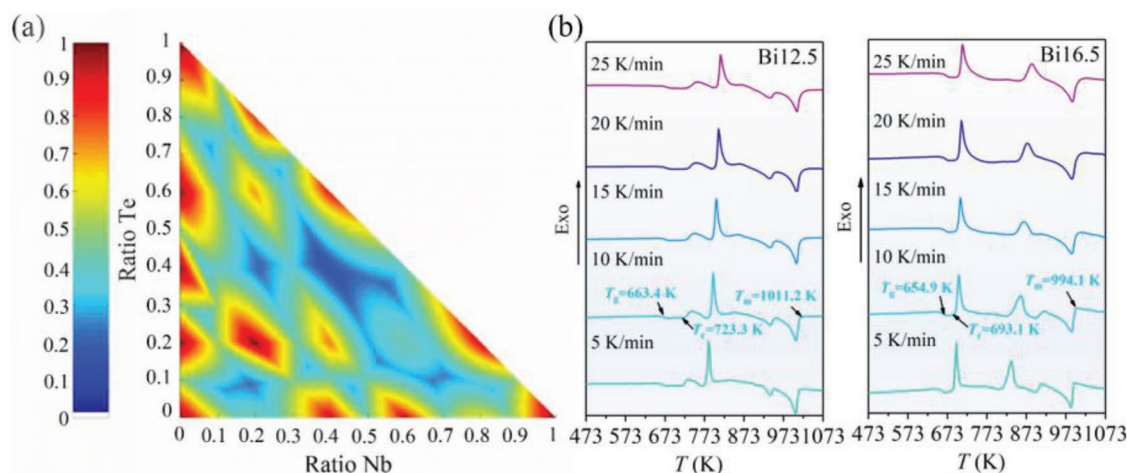 (a)
1
0.9
0.8
0.7
0.6
0.5
0.4
0.3
0.2
0.1
0
Ratio Te
1
0.9
0.8
0.7
0.6
0.5
0.4
0.3
0.2
0.1
0
0 0.1 0.2 0.3 0.4 0.5 0.6 0.7 0.8 0.9 1
Ratio Nb
(b)
Exo
Bi12.5
25 K/min
20 K/min
15 K/min
10 K/min
Tg=663.4 K
Tm=1011.2 K
Tc=723.3 K
5 K/min
473 573 673 773 873 973 1073
T (K)
Exo
Bi16.5
25 K/min
20 K/min
15 K/min
10 K/min
Tg=654.9 K
Tm=994.1 K
Tc=693.1 K
5 K/min
473 573 673 773 873 973 1073
T (K)